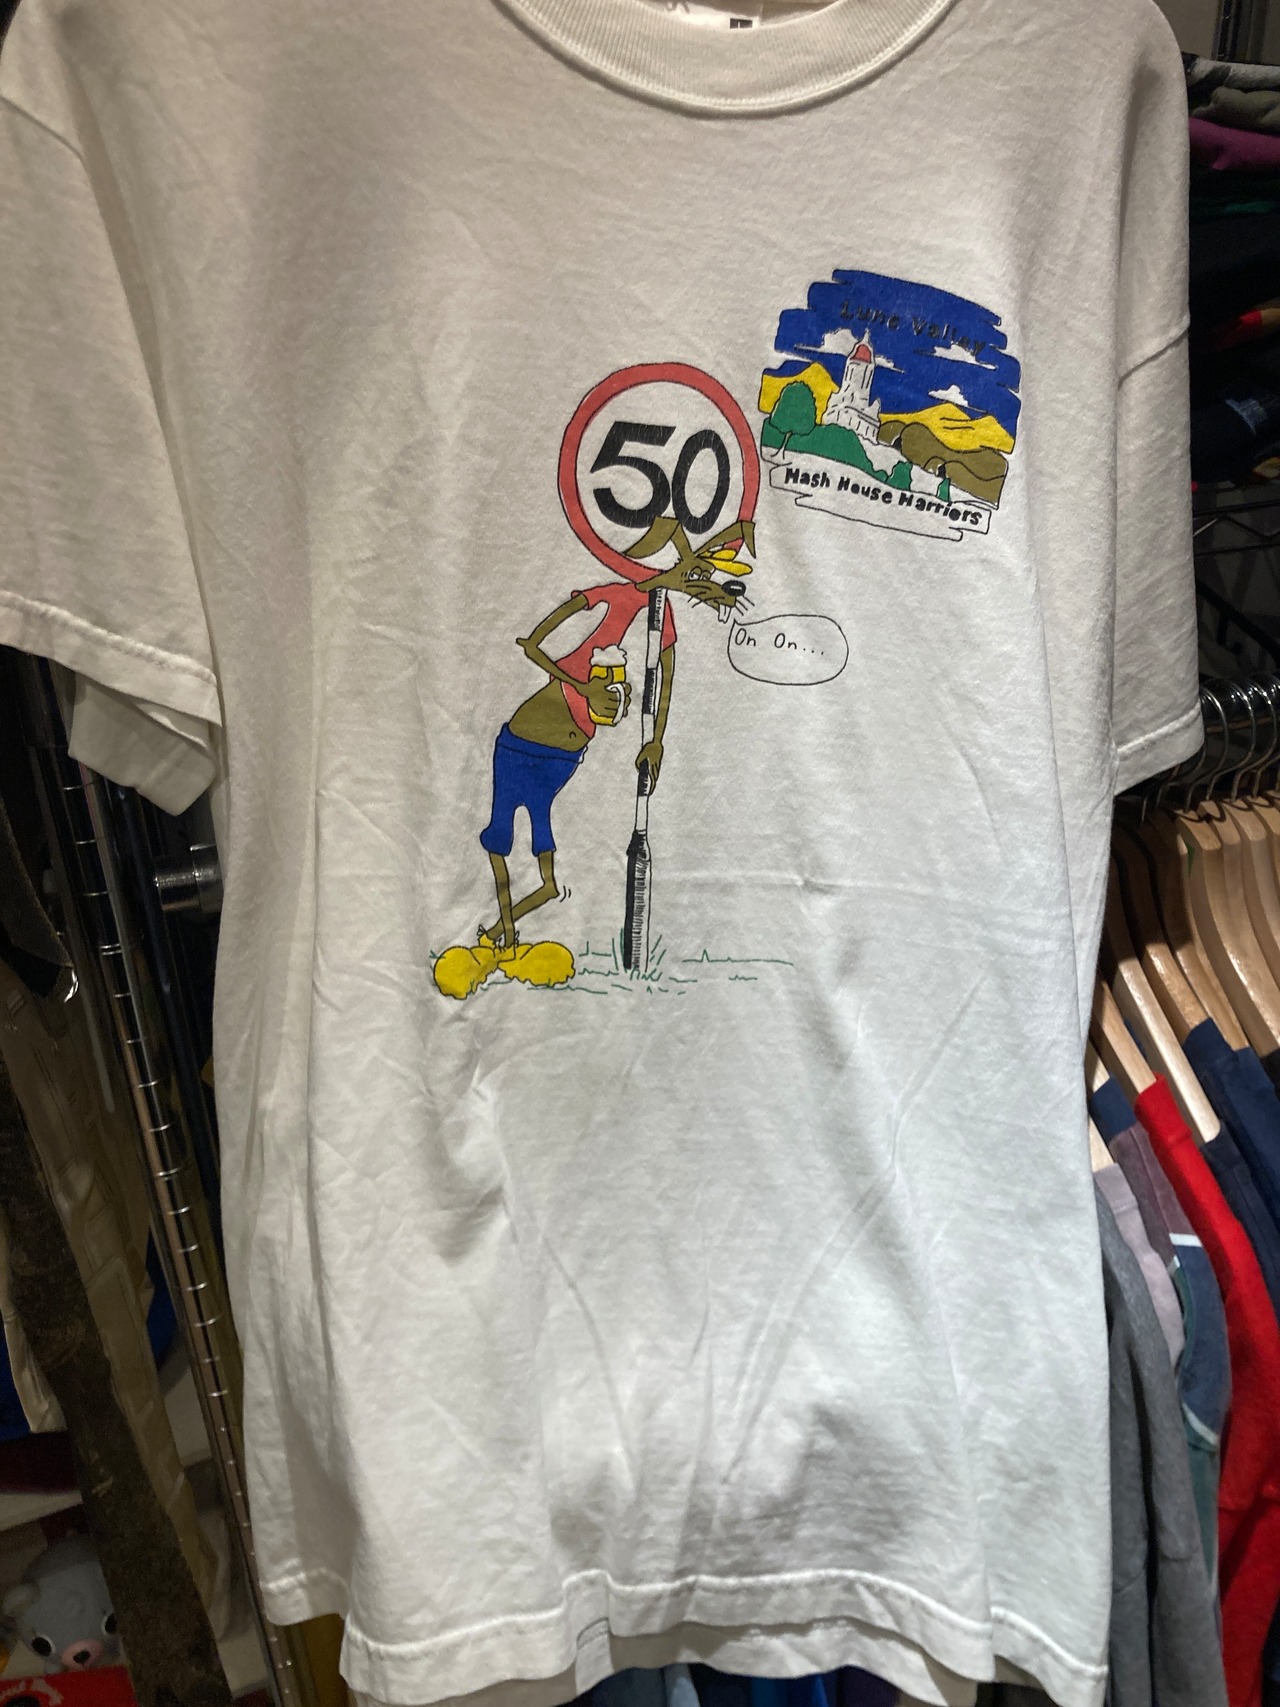 Lune Valley
50
Hash House Harriers
On On...